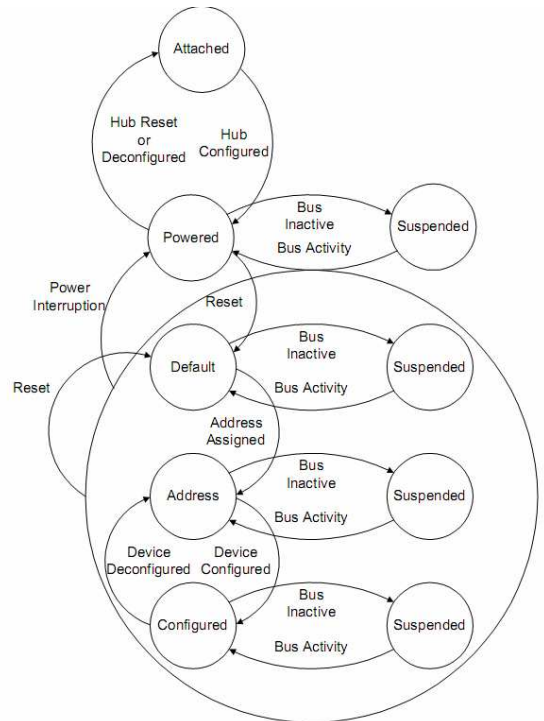 Attached
Hub Reset
or
Deconfigured
Hub
Configured
Powered
Bus
Inactive
Bus Activity
Suspended
Power
Interruption
Reset
Reset
Default
Bus
Inactive
Bus Activity
Suspended
Address
Assigned
Address
Bus
Inactive
Bus Activity
Suspended
Device
Deconfigured
Device
Configured
Configured
Bus
Inactive
Bus Activity
Suspended